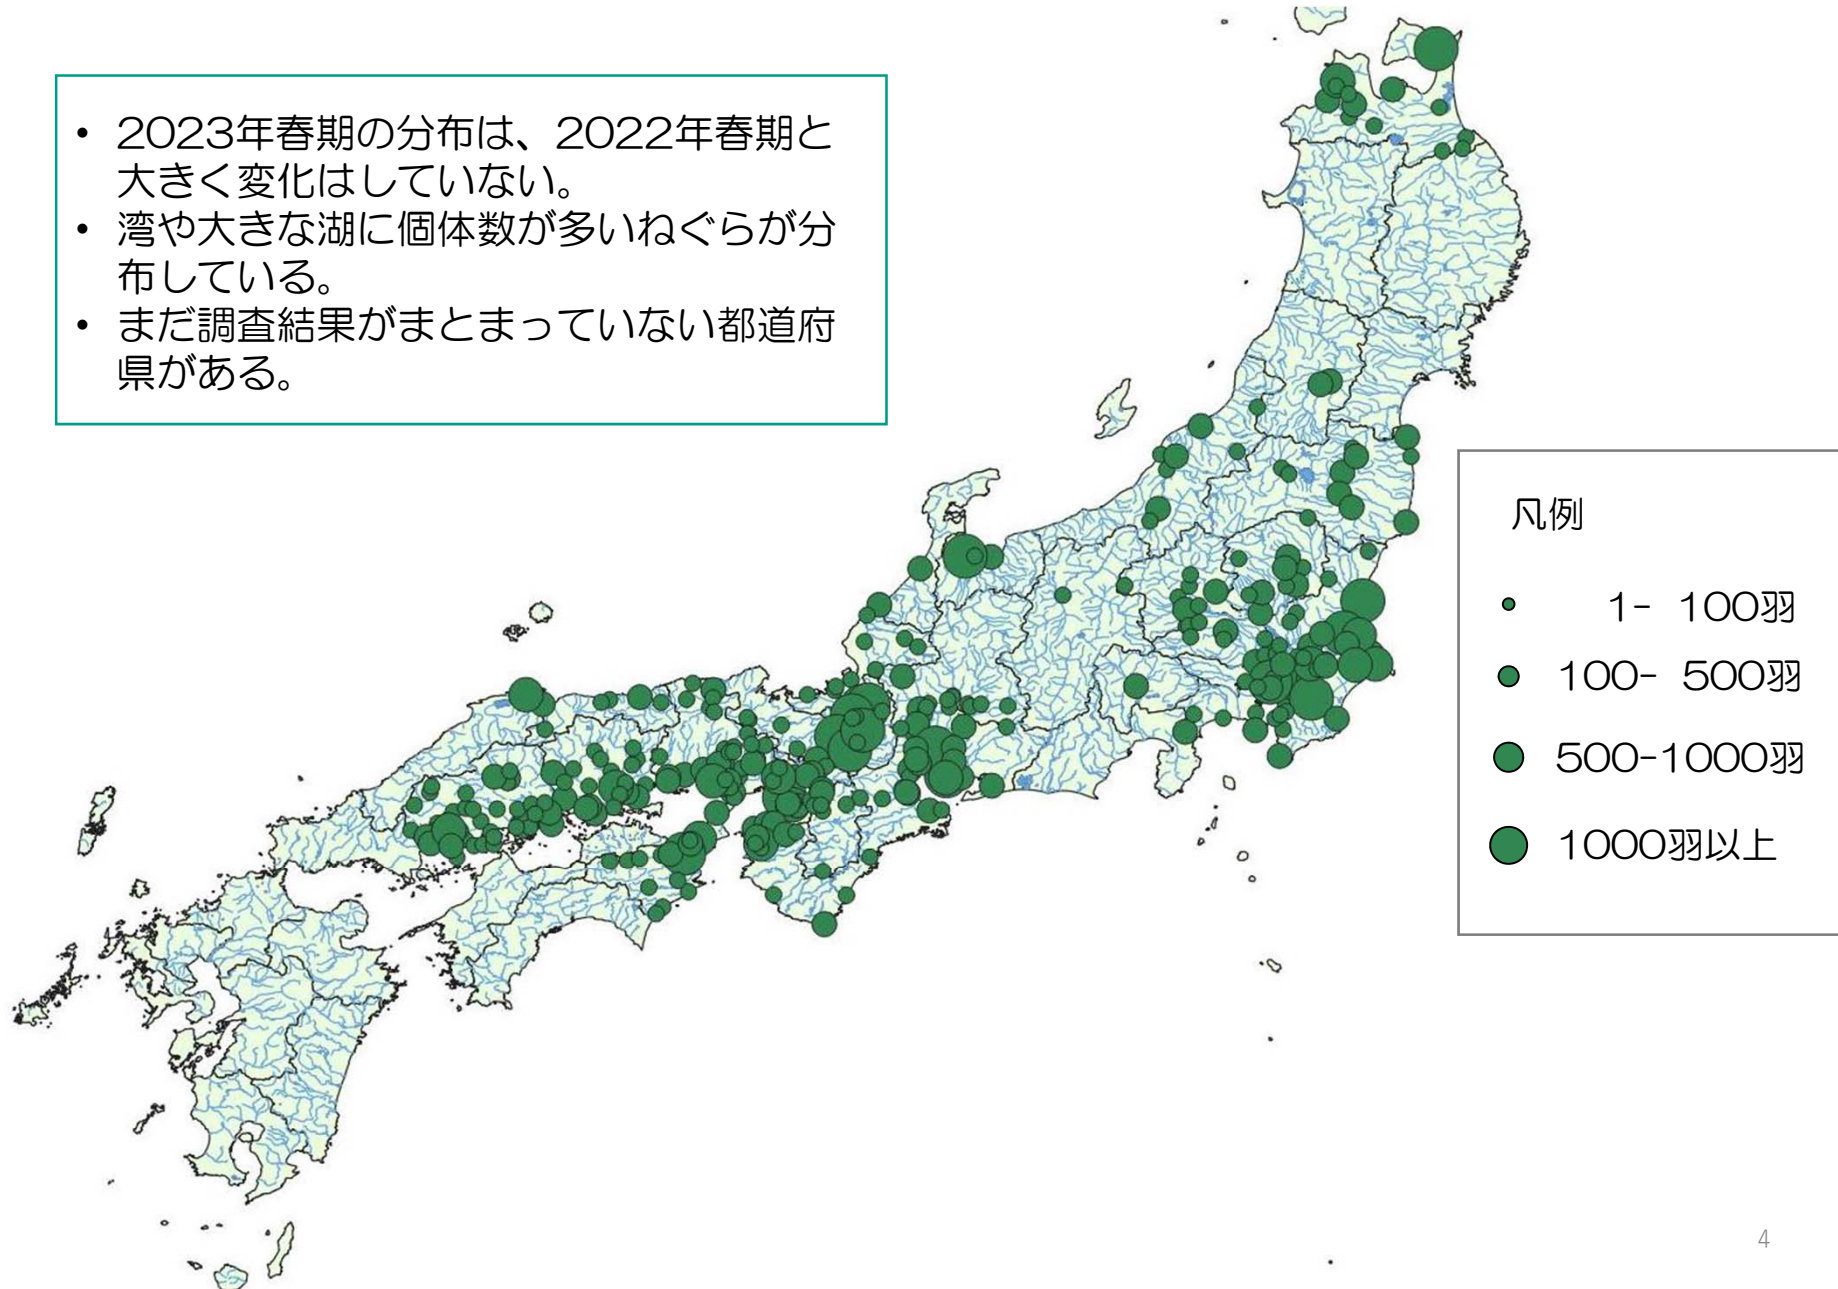 • 2023年春期の分布は、2022年春期と
大きく変化はしていない。
• 湾や大きな湖に個体数が多いねぐらが分
布している。
• まだ調査結果がまとまっていない都道府
県がある。
凡例
1- 100羽
100- 500羽
500-1000羽
1000羽以上
4